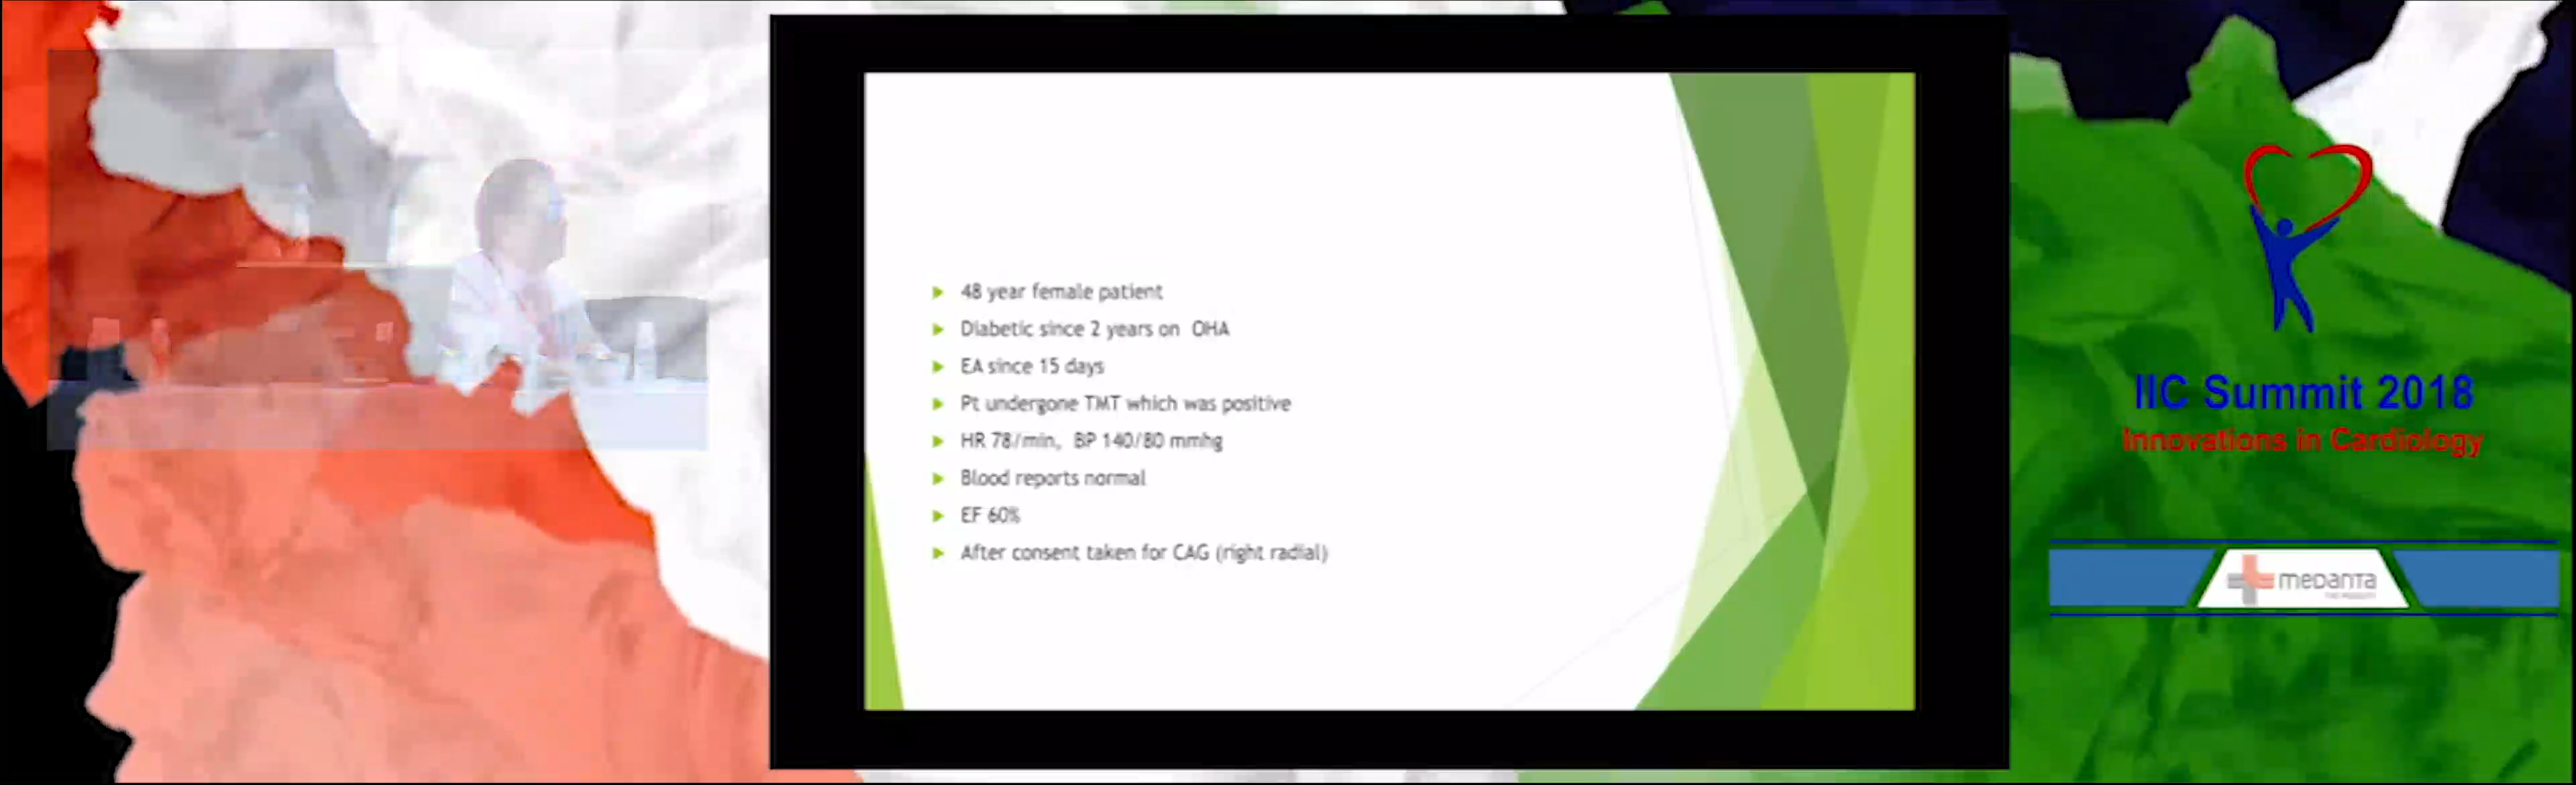 48 year female patient
Diabetic since 2 years on OHA
EA since 15 days
Pt undergone TMT which was positive
HR 78/min, BP 140/80 mmhg
Blood reports normal
EF 60%
After consent taken for CAG (right radial)
IIC Summit 2018
Innovations in Cardiology
medanta